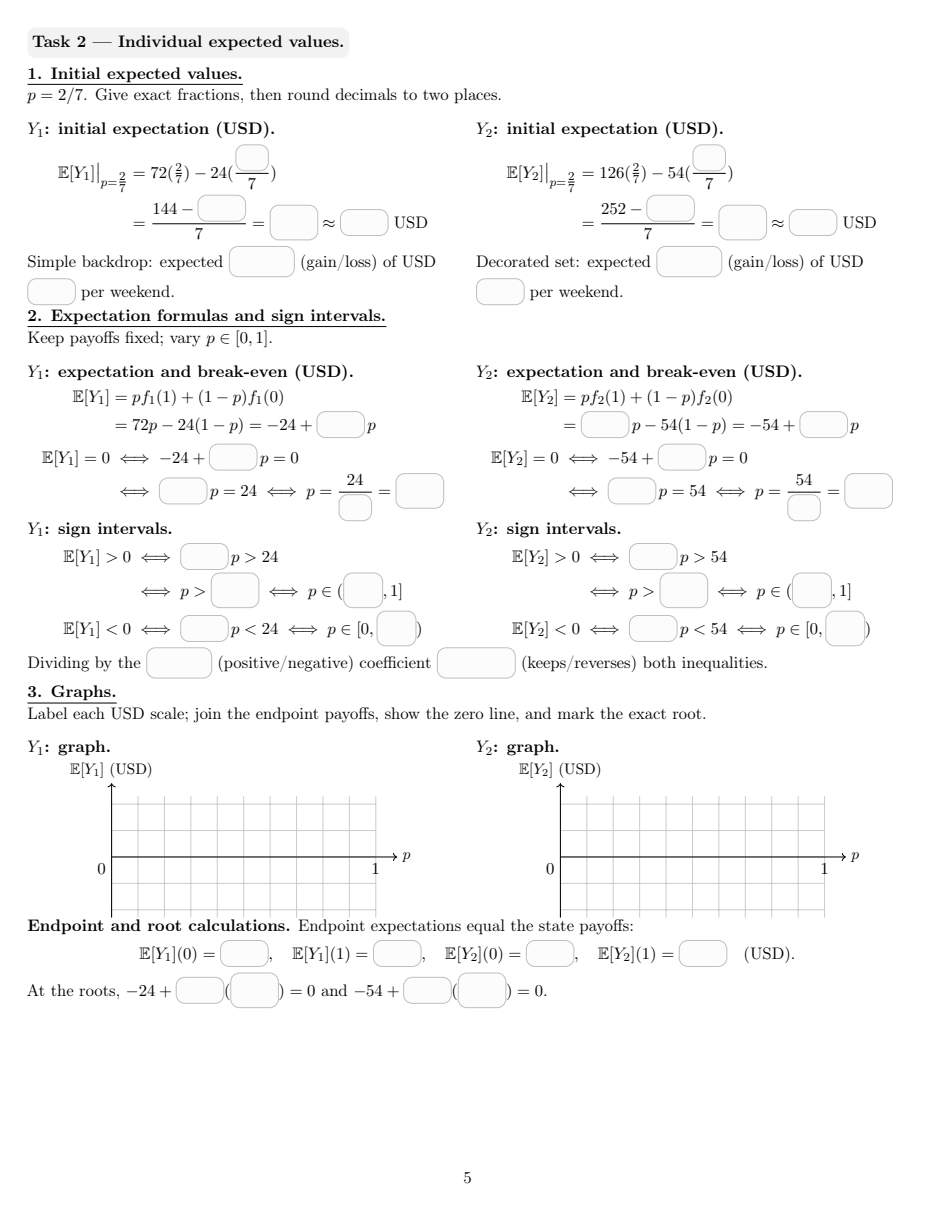 Task 2 — Individual expected values.
1. Initial expected values.
p = 2/7. Give exact fractions, then round decimals to two places.
Y₁: initial expectation (USD).
𝔼[Y₁]|ₚ₌₂⁄₇ = 72(2/7) − 24( /7)
= (144 − )/7 = ≈ USD
Simple backdrop: expected (gain/loss) of USD
per weekend.
Y₂: initial expectation (USD).
𝔼[Y₂]|ₚ₌₂⁄₇ = 126(2/7) − 54( /7)
= (252 − )/7 = ≈ USD
Decorated set: expected (gain/loss) of USD
per weekend.
2. Expectation formulas and sign intervals.
Keep payoffs fixed; vary p ∈ [0, 1].
Y₁: expectation and break-even (USD).
𝔼[Y₁] = pf₁(1) + (1 − p)f₁(0)
= 72p − 24(1 − p) = −24 + p
𝔼[Y₁] = 0 ⟺ −24 + p = 0
⟺ p = 24 ⟺ p = 24/ =
Y₂: expectation and break-even (USD).
𝔼[Y₂] = pf₂(1) + (1 − p)f₂(0)
= p − 54(1 − p) = −54 + p
𝔼[Y₂] = 0 ⟺ −54 + p = 0
⟺ p = 54 ⟺ p = 54/ =
Y₁: sign intervals.
𝔼[Y₁] > 0 ⟺ p > 24
⟺ p > ⟺ p ∈ ( , 1]
𝔼[Y₁] < 0 ⟺ p < 24 ⟺ p ∈ [0, )
Y₂: sign intervals.
𝔼[Y₂] > 0 ⟺ p > 54
⟺ p > ⟺ p ∈ ( , 1]
𝔼[Y₂] < 0 ⟺ p < 54 ⟺ p ∈ [0, )
Dividing by the (positive/negative) coefficient (keeps/reverses) both inequalities.
3. Graphs.
Label each USD scale; join the endpoint payoffs, show the zero line, and mark the exact root.
Y₁: graph.
𝔼[Y₁] (USD)
p
0 1
Y₂: graph.
𝔼[Y₂] (USD)
p
0 1
Endpoint and root calculations. Endpoint expectations equal the state payoffs:
𝔼[Y₁](0) = , 𝔼[Y₁](1) = , 𝔼[Y₂](0) = , 𝔼[Y₂](1) = (USD).
At the roots, −24 + ( ) = 0 and −54 + ( ) = 0.
5